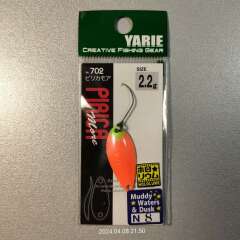 YARIE
CREATIVE FISHING GEAR
No 702
ピリカモア
SIZE
2.2g
PIRICA
More
Muddy
Waters
& Dusk
N 8
2024.04.08 21:50